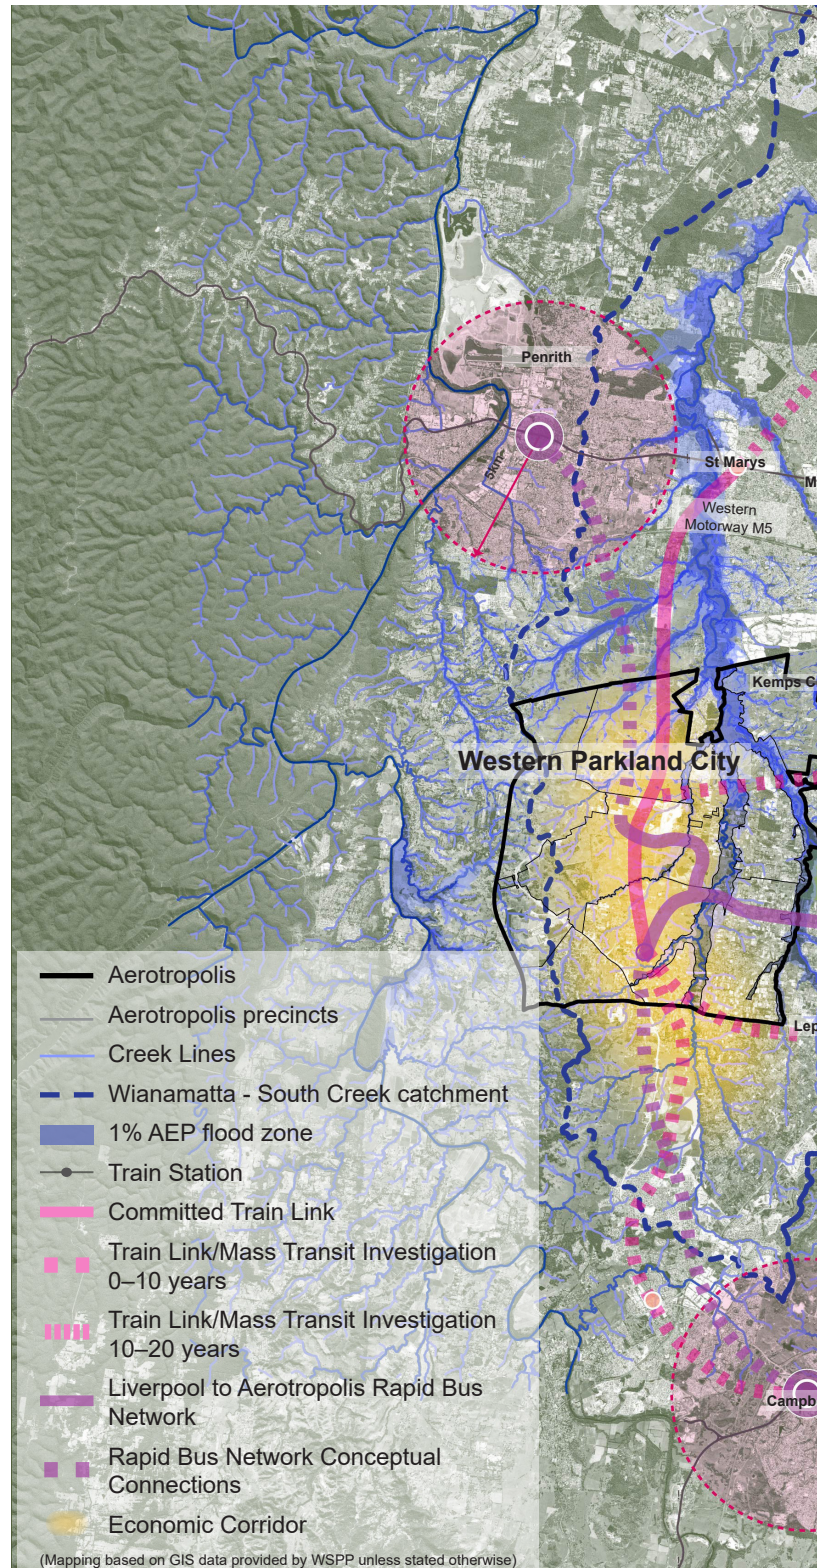 Penrith
5km
St Marys
M
Western
Motorway M5
Kemps C
Western Parkland City
Lep
Campb
Aerotropolis
Aerotropolis precincts
Creek Lines
Wianamatta - South Creek catchment
1% AEP flood zone
Train Station
Committed Train Link
Train Link/Mass Transit Investigation
0–10 years
Train Link/Mass Transit Investigation
10–20 years
Liverpool to Aerotropolis Rapid Bus
Network
Rapid Bus Network Conceptual
Connections
Economic Corridor
(Mapping based on GIS data provided by WSPP unless stated otherwise)